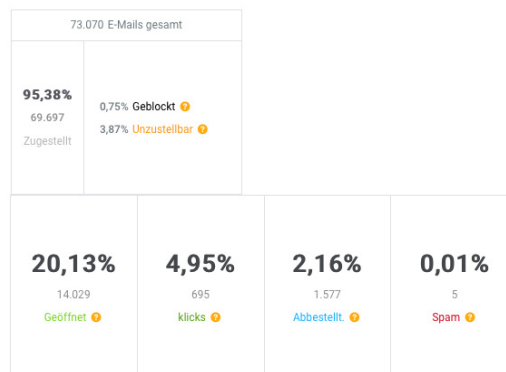 73.070 E-Mails gesamt
95,38%
69.697
Zugestellt
0,75% Geblockt ?
3,87% Unzustellbar ?
20,13%
14.029
Geöffnet ?
4,95%
695
klicks ?
2,16%
1.577
Abbestellt. ?
0,01%
5
Spam ?